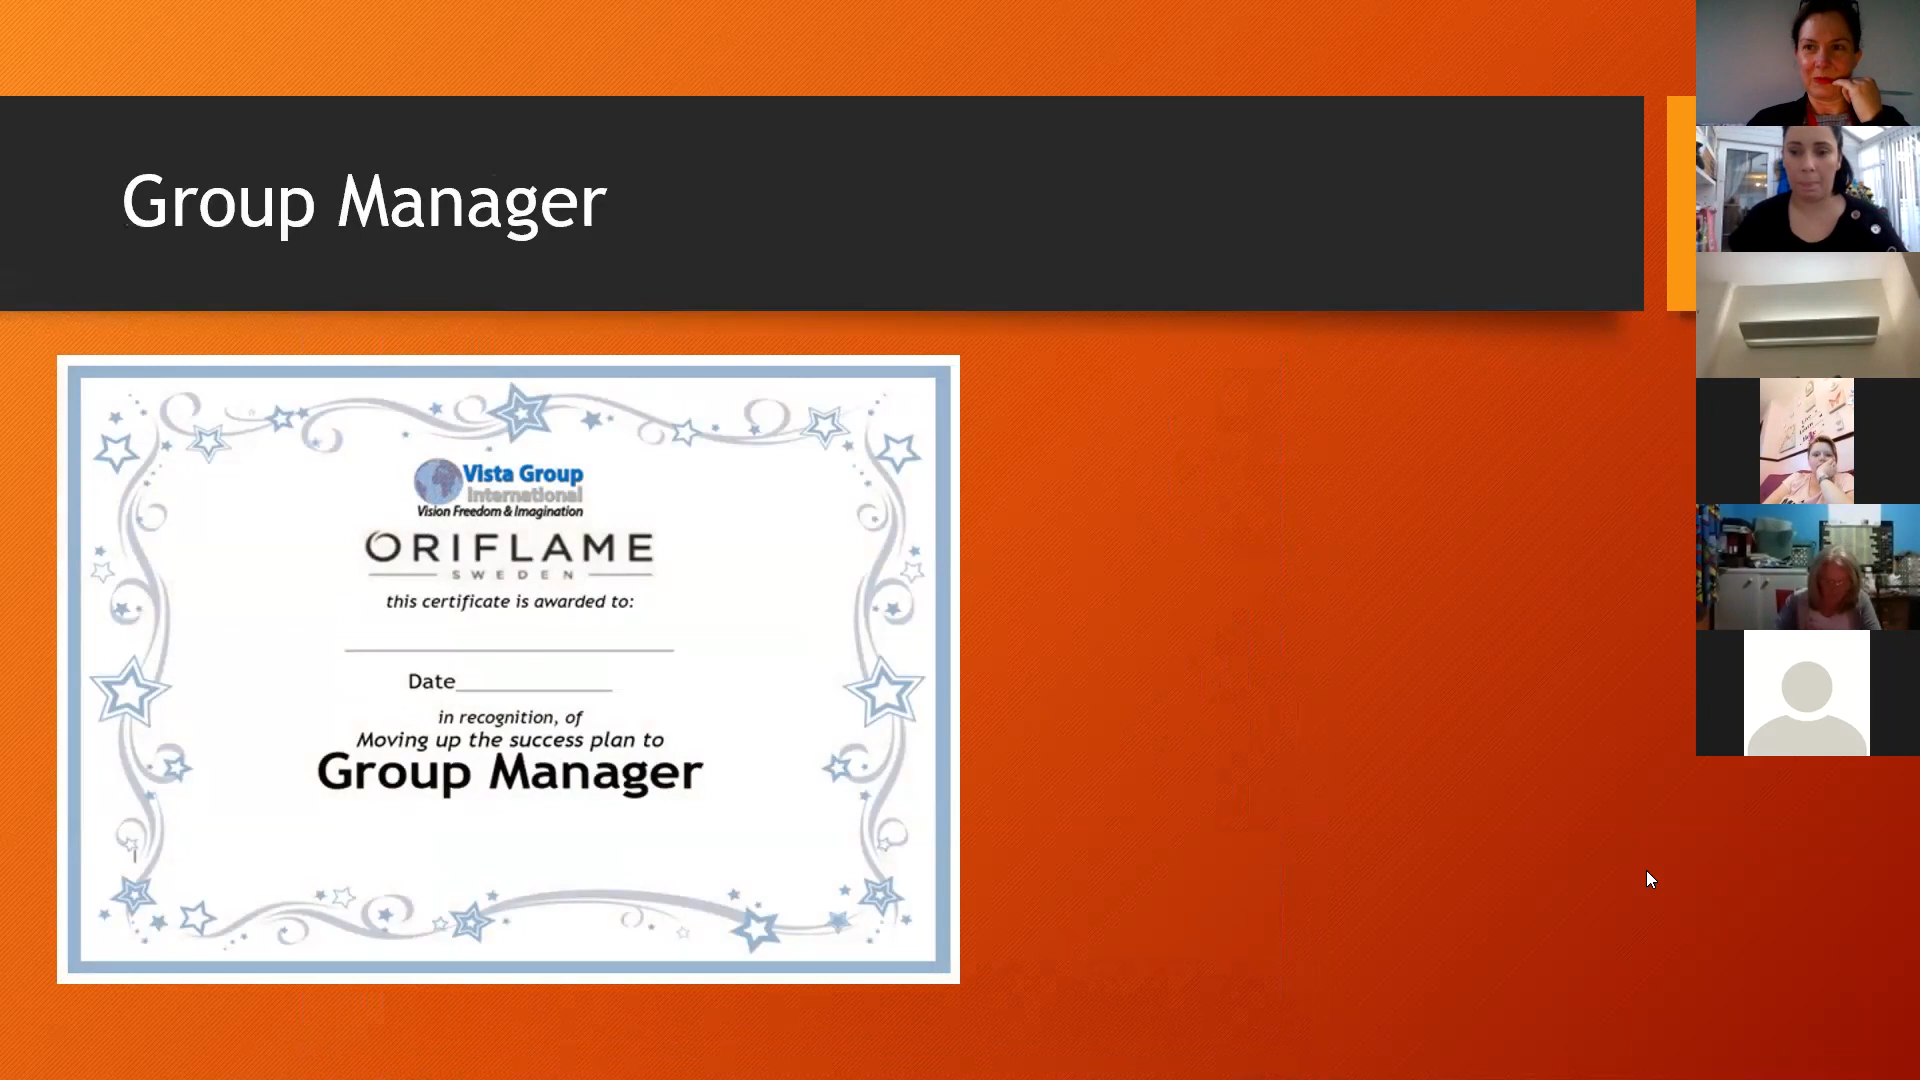 Group Manager
Vista Group
International
Vision Freedom & Imagination
ORIFLAME
SWEDEN
this certificate is awarded to:
Date
in recognition, of
Moving up the success plan to
Group Manager